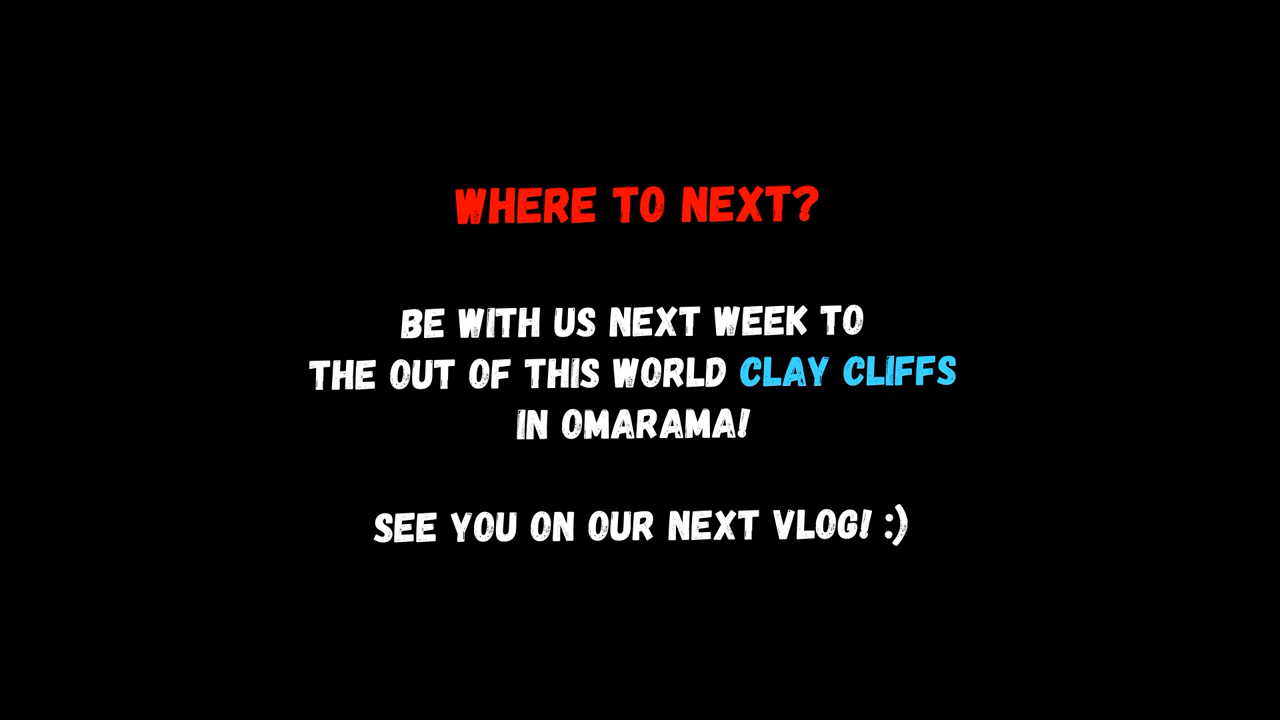 WHERE TO NEXT?
BE WITH US NEXT WEEK TO
THE OUT OF THIS WORLD CLAY CLIFFS
IN OMARAMA!
SEE YOU ON OUR NEXT VLOG! :)